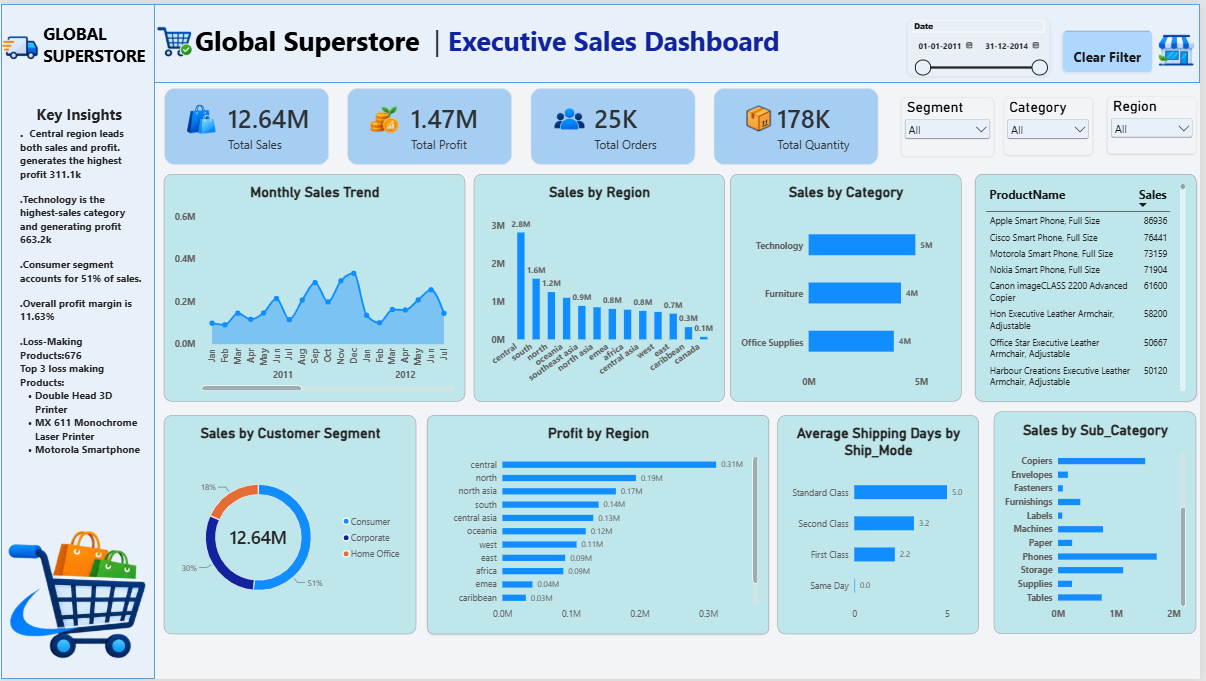 GLOBAL
SUPERSTORE
Global Superstore | Executive Sales Dashboard
Date
01-01-2011 31-12-2014
Clear Filter
Key Insights
. Central region leads
both sales and profit.
generates the highest
profit 311.1k
.Technology is the
highest-sales category
and generating profit
663.2k
.Consumer segment
accounts for 51% of sales.
.Overall profit margin is
11.63%
.Loss-Making
Products:676
Top 3 loss making
Products:
• Double Head 3D
Printer
• MX 611 Monochrome
Laser Printer
• Motorola Smartphone
12.64M
Total Sales
1.47M
Total Profit
25K
Total Orders
178K
Total Quantity
Segment
All
Category
All
Region
All
Monthly Sales Trend
0.6M
0.4M
0.2M
0.0M
Jan Feb Mar Apr May Jun Jul Aug Sep Oct Nov Dec Jan Feb Mar Apr May Jun Jul
2011 2012
Sales by Region
3M
2M
1M
0M
2.8M 1.6M 1.2M 0.9M 0.8M 0.8M 0.7M 0.3M 0.1M
central south north oceania southeast asia north asia emea africa central asia west east caribbean canada
Sales by Category
Technology 5M
Furniture 4M
Office Supplies 4M
0M 5M
ProductName Sales
Apple Smart Phone, Full Size 86936
Cisco Smart Phone, Full Size 76441
Motorola Smart Phone, Full Size 73159
Nokia Smart Phone, Full Size 71904
Canon imageCLASS 2200 Advanced 61600
Copier
Hon Executive Leather Armchair, 58200
Adjustable
Office Star Executive Leather 50667
Armchair, Adjustable
Harbour Creations Executive Leather 50120
Armchair, Adjustable
Sales by Customer Segment
18%
30%
51%
12.64M
Consumer
Corporate
Home Office
Profit by Region
central 0.31M
north 0.19M
north asia 0.17M
south 0.14M
central asia 0.13M
oceania 0.12M
west 0.11M
east 0.09M
africa 0.09M
emea 0.04M
caribbean 0.03M
0.0M 0.1M 0.2M 0.3M
Average Shipping Days by
Ship_Mode
Standard Class 5.0
Second Class 3.2
First Class 2.2
Same Day 0.0
0 5
Sales by Sub_Category
Copiers
Envelopes
Fasteners
Furnishings
Labels
Machines
Paper
Phones
Storage
Supplies
Tables
0M 1M 2M